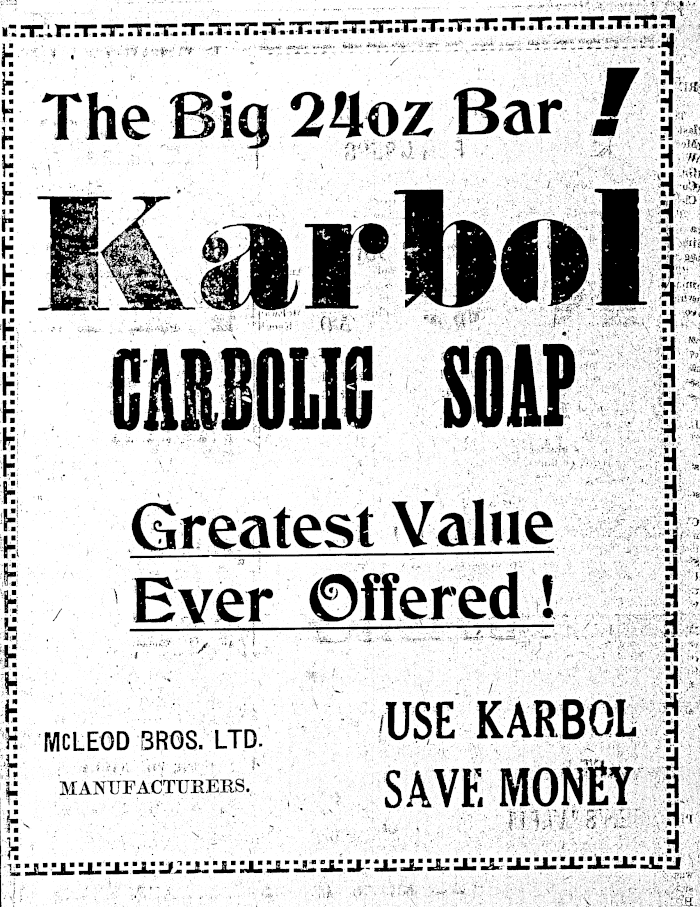 The Big 24oz Bar !
Karbol
CARBOLIC SOAP
Greatest Value
Ever Offered !
McLEOD BROS. LTD.
MANUFACTURERS.
USE KARBOL
SAVE MONEY